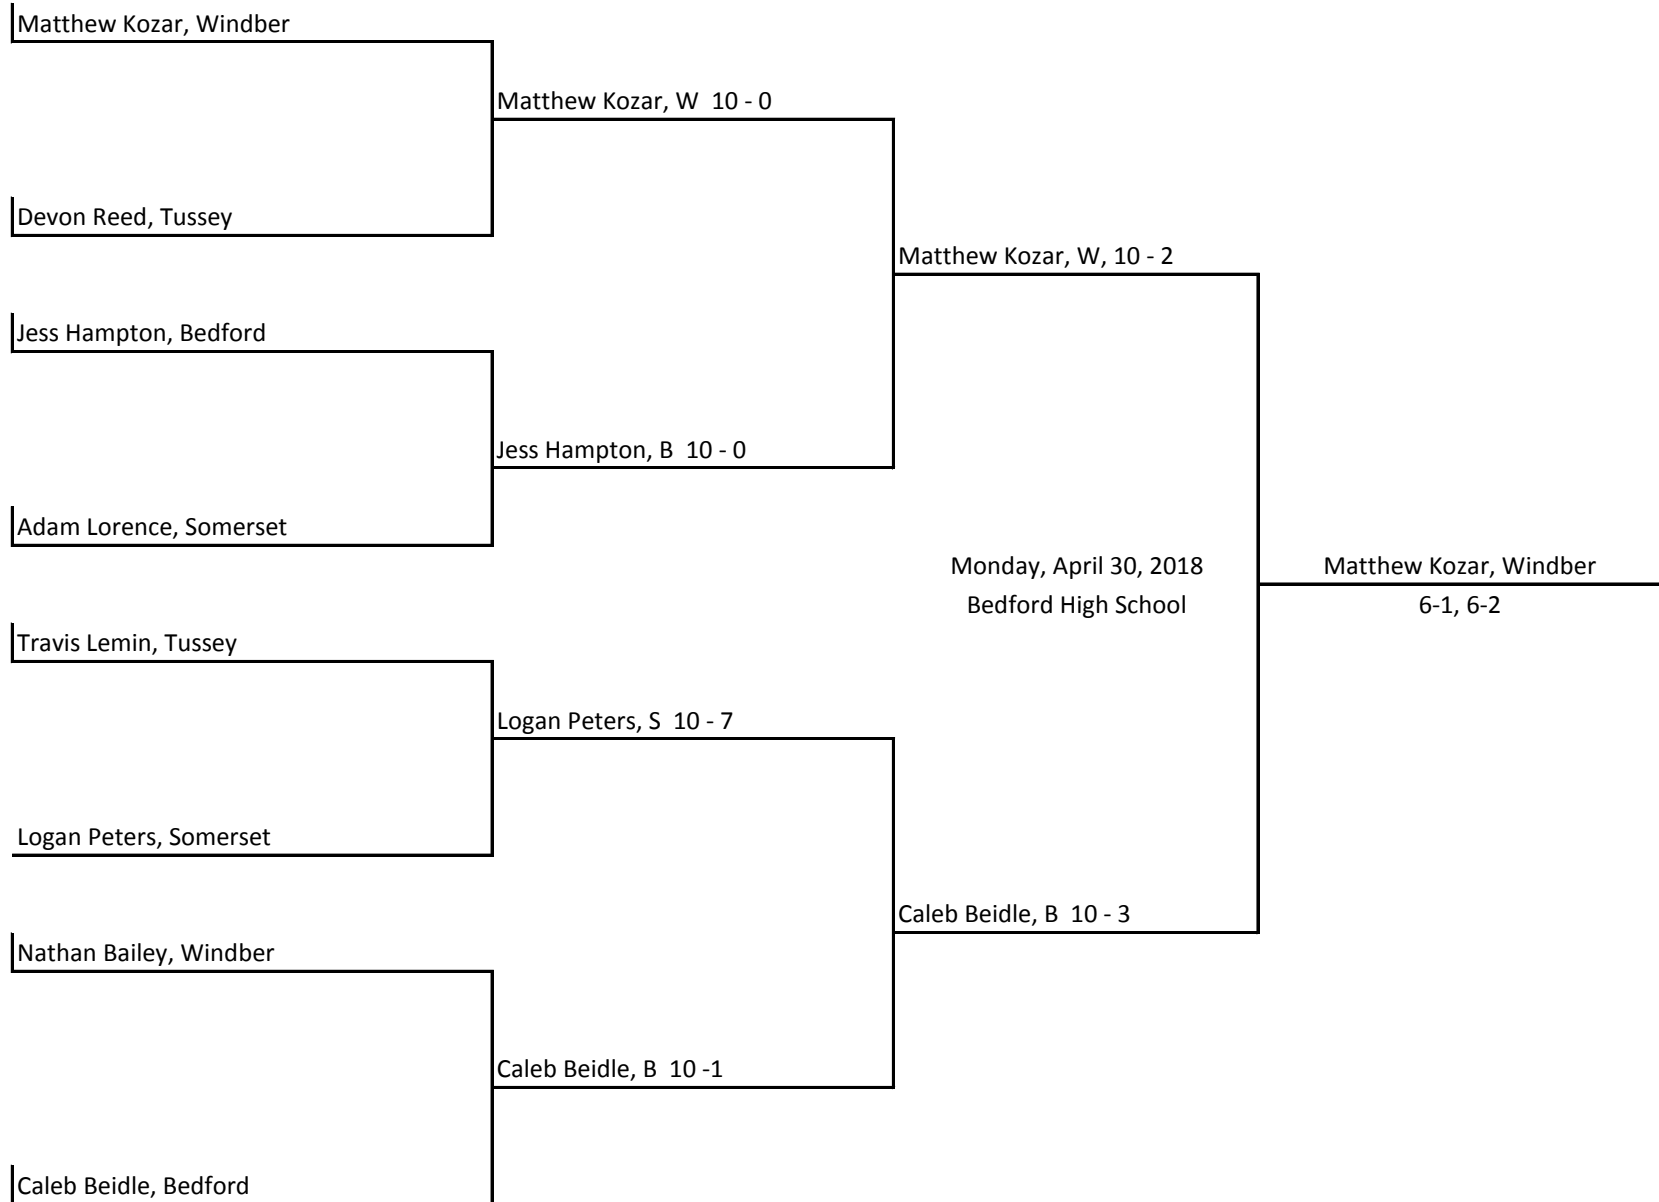 Matthew Kozar, Windber
Matthew Kozar, W  10 - 0
Devon Reed, Tussey
Matthew Kozar, W, 10 - 2
Jess Hampton, Bedford
Jess Hampton, B  10 - 0
Adam Lorence, Somerset
Monday, April 30, 2018
Bedford High School
Matthew Kozar, Windber
6-1, 6-2
Travis Lemin, Tussey
Logan Peters, S  10 - 7
Logan Peters, Somerset
Caleb Beidle, B  10 - 3
Nathan Bailey, Windber
Caleb Beidle, B  10 -1
Caleb Beidle, Bedford